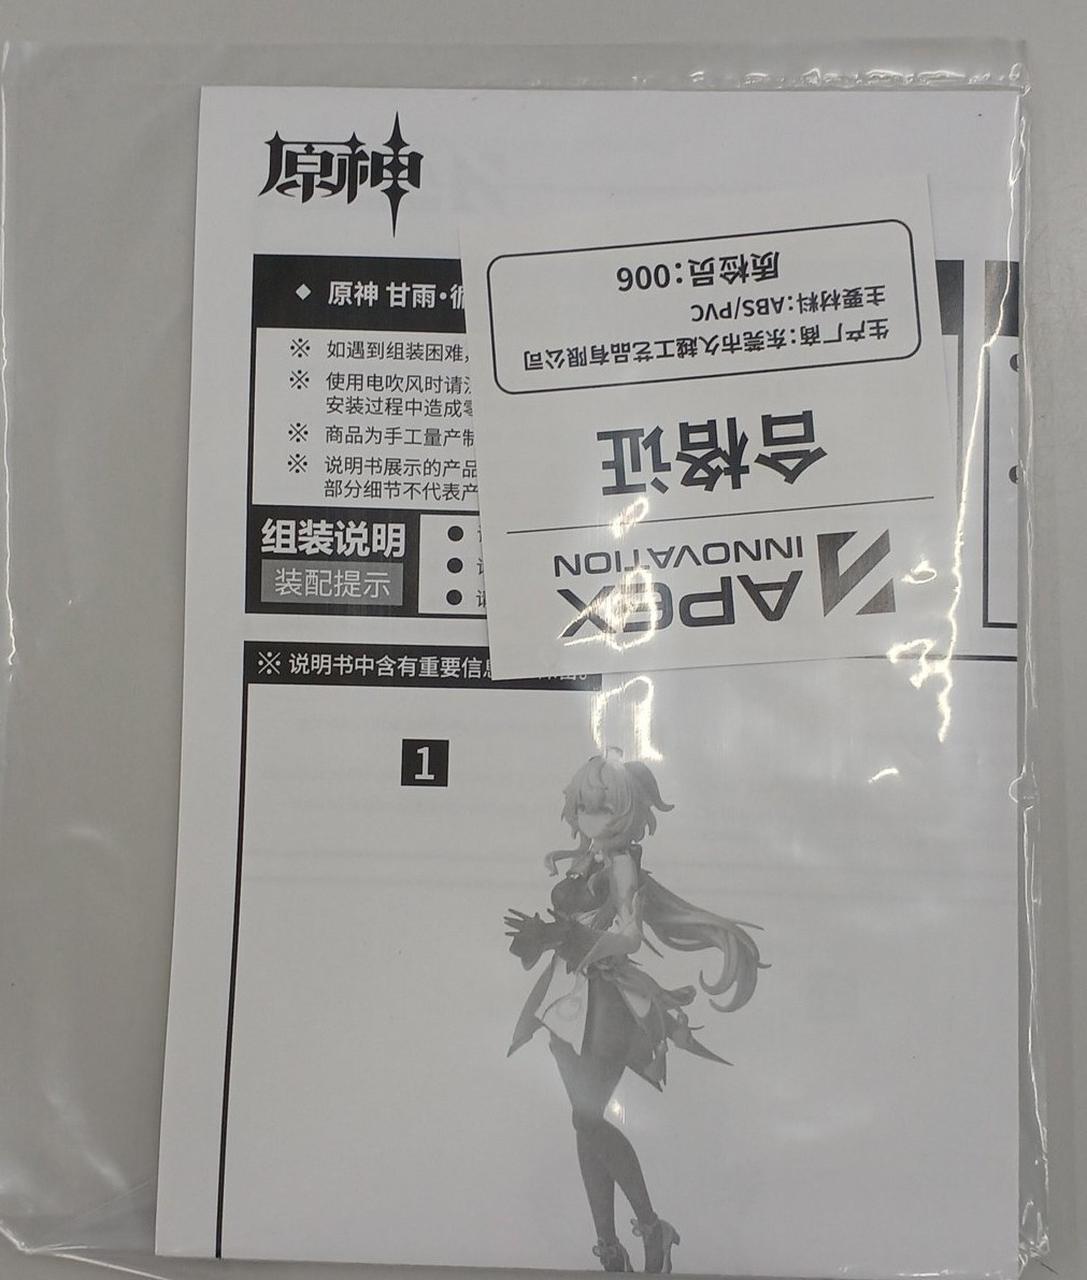 原神
◆ 原神 甘雨·循
※ 如遇到组装困难，
※ 使用电吹风时请
安装过程中造成零
※ 商品为手工量产制
※ 说明书展示的产品
部分细节不代表产
组装说明
装配提示
※ 说明书中含有重要信息
1
APEX
INNOVATION
合格证
生产厂商：东莞市久越工艺品有限公司
主要材料：ABS/PVC
质检员：006